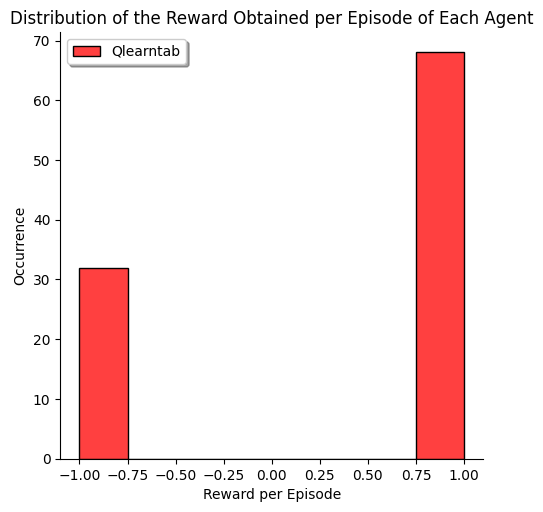 Distribution of the Reward Obtained per Episode of Each Agent
Qlearntab
70
60
50
40
30
20
10
0
Occurrence
−1.00 −0.75 −0.50 −0.25 0.00 0.25 0.50 0.75 1.00
Reward per Episode